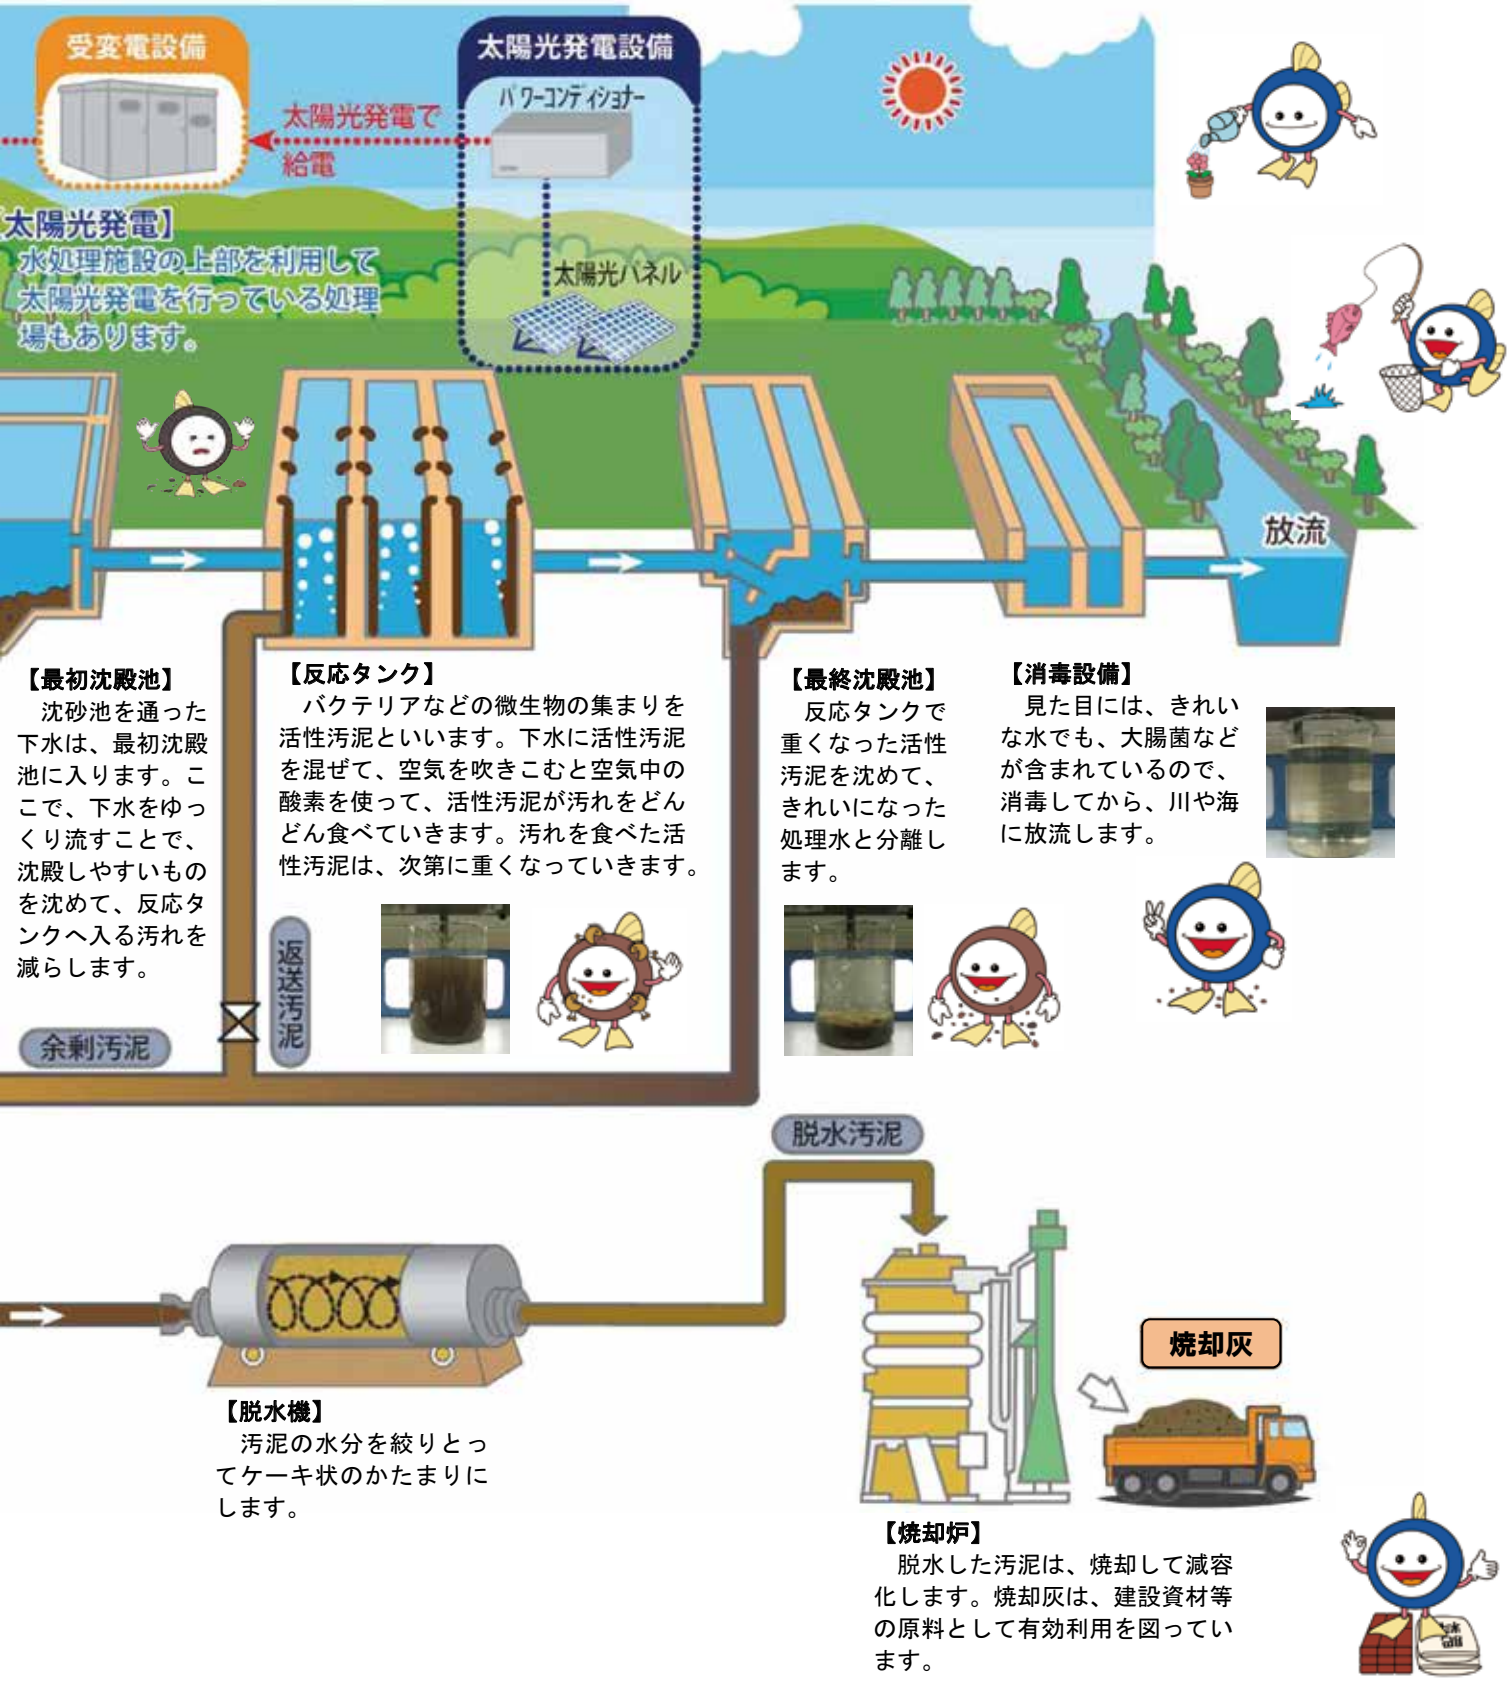 受変電設備
太陽光発電設備
パワーコンディショナー
太陽光発電で
給電
【太陽光発電】
水処理施設の上部を利用して
太陽光発電を行っている処理
場もあります。
太陽光パネル
放流
【最初沈殿池】
沈砂池を通った
下水は、最初沈殿
池に入ります。こ
こで、下水をゆっ
くり流すことで、
沈殿しやすいもの
を沈めて、反応タ
ンクへ入る汚れを
減らします。
【反応タンク】
バクテリアなどの微生物の集まりを
活性汚泥といいます。下水に活性汚泥
を混ぜて、空気を吹きこむと空気中の
酸素を使って、活性汚泥が汚れをどん
どん食べていきます。汚れを食べた活
性汚泥は、次第に重くなっていきます。
【最終沈殿池】
反応タンクで
重くなった活性
汚泥を沈めて、
きれいになった
処理水と分離し
ます。
【消毒設備】
見た目には、きれい
な水でも、大腸菌など
が含まれているので、
消毒してから、川や海
に放流します。
返送汚泥
余剰汚泥
脱水汚泥
【脱水機】
汚泥の水分を絞りとっ
てケーキ状のかたまりに
します。
焼却灰
【焼却炉】
脱水した汚泥は、焼却して減容
化します。焼却灰は、建設資材等
の原料として有効利用を図ってい
ます。